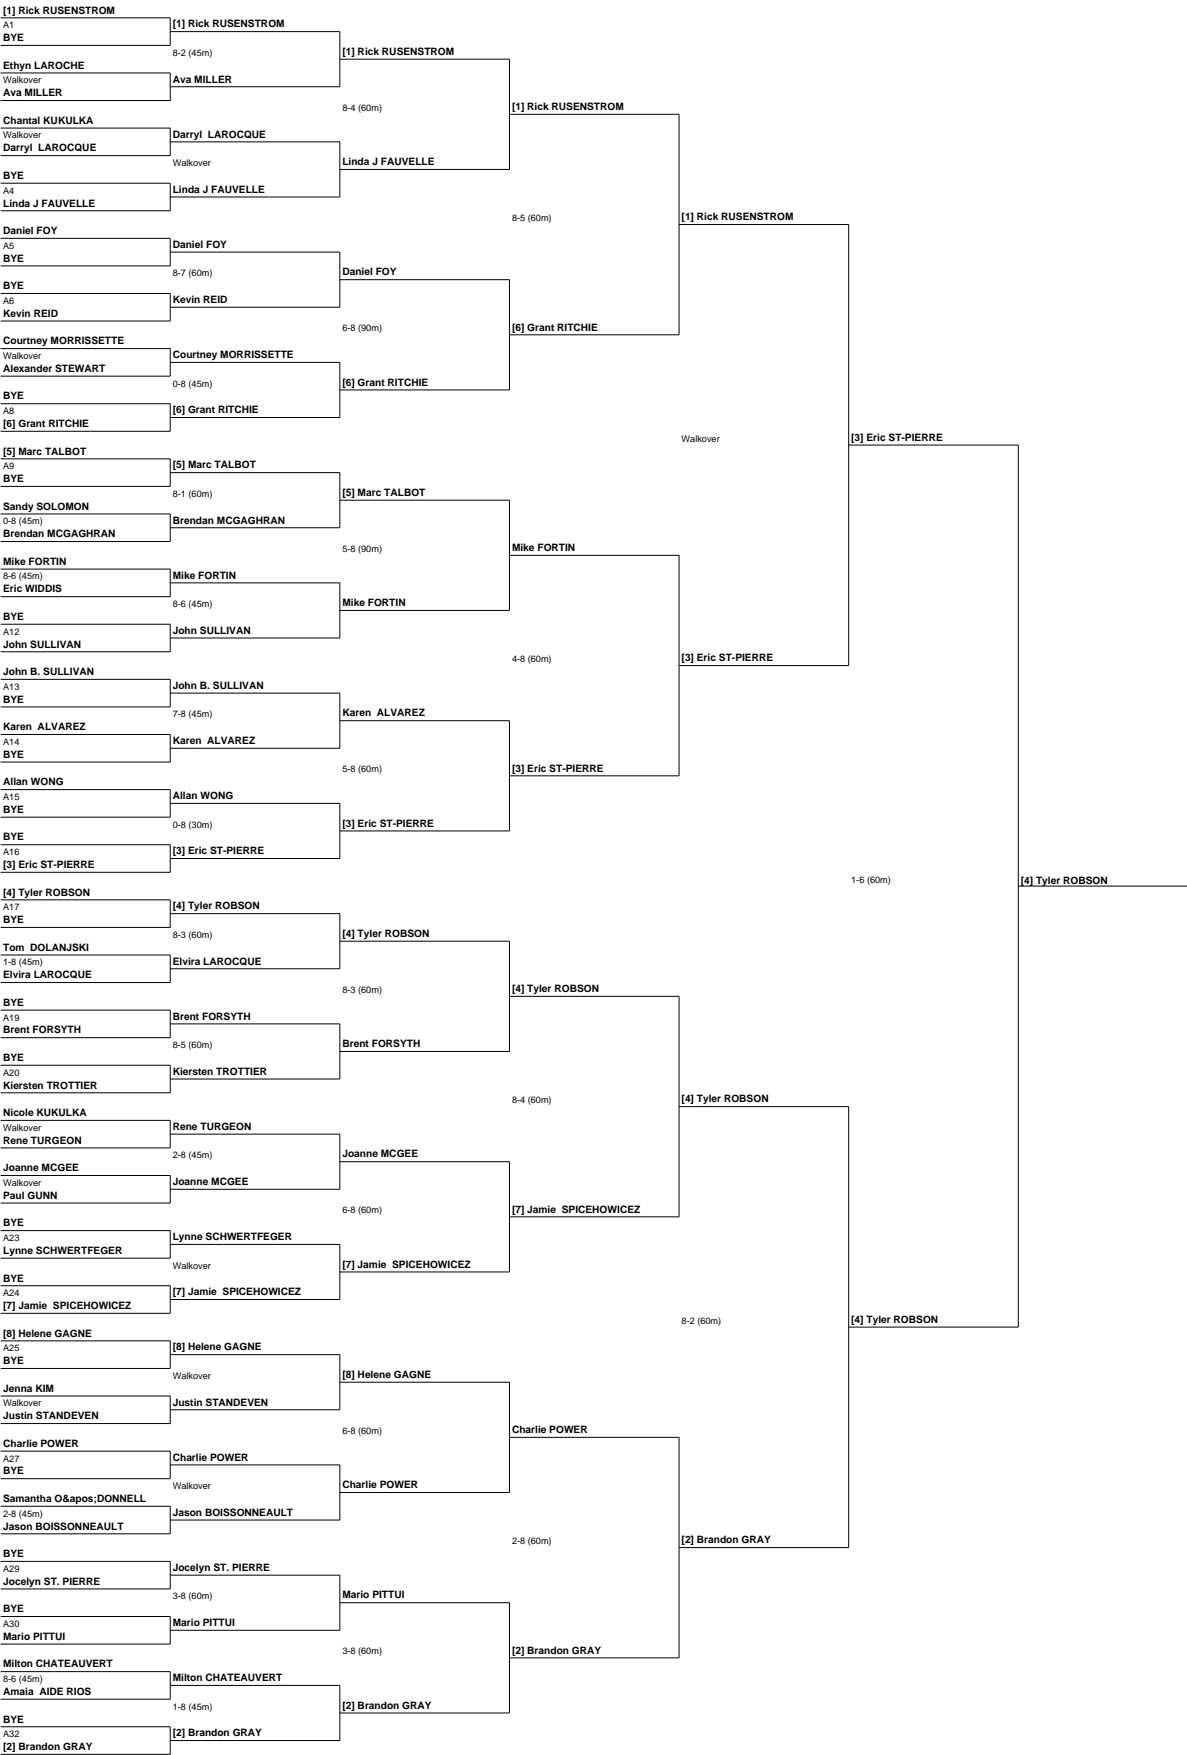 [1] Rick RUSENSTROM
A1
[1] Rick RUSENSTROM
BYE
8-2 (45m)
[1] Rick RUSENSTROM
Ethyn LAROCHE
Walkover
Ava MILLER
Ava MILLER
8-4 (60m)
[1] Rick RUSENSTROM
Chantal KUKULKA
Walkover
Darryl LAROCQUE
Darryl LAROCQUE
Walkover
Linda J FAUVELLE
BYE
A4
Linda J FAUVELLE
Linda J FAUVELLE
8-5 (60m)
[1] Rick RUSENSTROM
Daniel FOY
A5
Daniel FOY
BYE
8-7 (60m)
Daniel FOY
BYE
A6
Kevin REID
Kevin REID
6-8 (90m)
[6] Grant RITCHIE
Courtney MORRISSETTE
Walkover
Courtney MORRISSETTE
Alexander STEWART
0-8 (45m)
[6] Grant RITCHIE
BYE
A8
[6] Grant RITCHIE
[6] Grant RITCHIE
Walkover
[3] Eric ST-PIERRE
[5] Marc TALBOT
A9
[5] Marc TALBOT
BYE
8-1 (60m)
[5] Marc TALBOT
Sandy SOLOMON
0-8 (45m)
Brendan MCGAGHRAN
Brendan MCGAGHRAN
5-8 (90m)
Mike FORTIN
Mike FORTIN
8-6 (45m)
Mike FORTIN
Eric WIDDIS
8-6 (45m)
Mike FORTIN
BYE
A12
John SULLIVAN
John SULLIVAN
4-8 (60m)
[3] Eric ST-PIERRE
John B. SULLIVAN
A13
John B. SULLIVAN
BYE
7-8 (45m)
Karen ALVAREZ
Karen ALVAREZ
A14
Karen ALVAREZ
BYE
5-8 (60m)
[3] Eric ST-PIERRE
Allan WONG
A15
Allan WONG
BYE
0-8 (30m)
[3] Eric ST-PIERRE
BYE
A16
[3] Eric ST-PIERRE
[3] Eric ST-PIERRE
1-6 (60m)
[4] Tyler ROBSON
[4] Tyler ROBSON
A17
[4] Tyler ROBSON
BYE
8-3 (60m)
[4] Tyler ROBSON
Tom DOLANJSKI
1-8 (45m)
Elvira LAROCQUE
Elvira LAROCQUE
8-3 (60m)
[4] Tyler ROBSON
BYE
A19
Brent FORSYTH
Brent FORSYTH
8-5 (60m)
Brent FORSYTH
BYE
A20
Kiersten TROTTIER
Kiersten TROTTIER
8-4 (60m)
[4] Tyler ROBSON
Nicole KUKULKA
Walkover
Rene TURGEON
Rene TURGEON
2-8 (45m)
Joanne MCGEE
Joanne MCGEE
Walkover
Joanne MCGEE
Paul GUNN
6-8 (60m)
[7] Jamie SPICEHOWICEZ
BYE
A23
Lynne SCHWERTFEGER
Lynne SCHWERTFEGER
Walkover
[7] Jamie SPICEHOWICEZ
BYE
A24
[7] Jamie SPICEHOWICEZ
[7] Jamie SPICEHOWICEZ
8-2 (60m)
[4] Tyler ROBSON
[8] Helene GAGNE
A25
[8] Helene GAGNE
BYE
Walkover
[8] Helene GAGNE
Jenna KIM
Walkover
Justin STANDEVEN
Justin STANDEVEN
6-8 (60m)
Charlie POWER
Charlie POWER
A27
Charlie POWER
BYE
Walkover
Charlie POWER
Samantha O&apos;DONNELL
2-8 (45m)
Jason BOISSONNEAULT
Jason BOISSONNEAULT
2-8 (60m)
[2] Brandon GRAY
BYE
A29
Jocelyn ST. PIERRE
Jocelyn ST. PIERRE
3-8 (60m)
Mario PITTUI
BYE
A30
Mario PITTUI
Mario PITTUI
3-8 (60m)
[2] Brandon GRAY
Milton CHATEAUVERT
8-6 (45m)
Milton CHATEAUVERT
Amaia AIDE RIOS
1-8 (45m)
[2] Brandon GRAY
BYE
A32
[2] Brandon GRAY
[2] Brandon GRAY